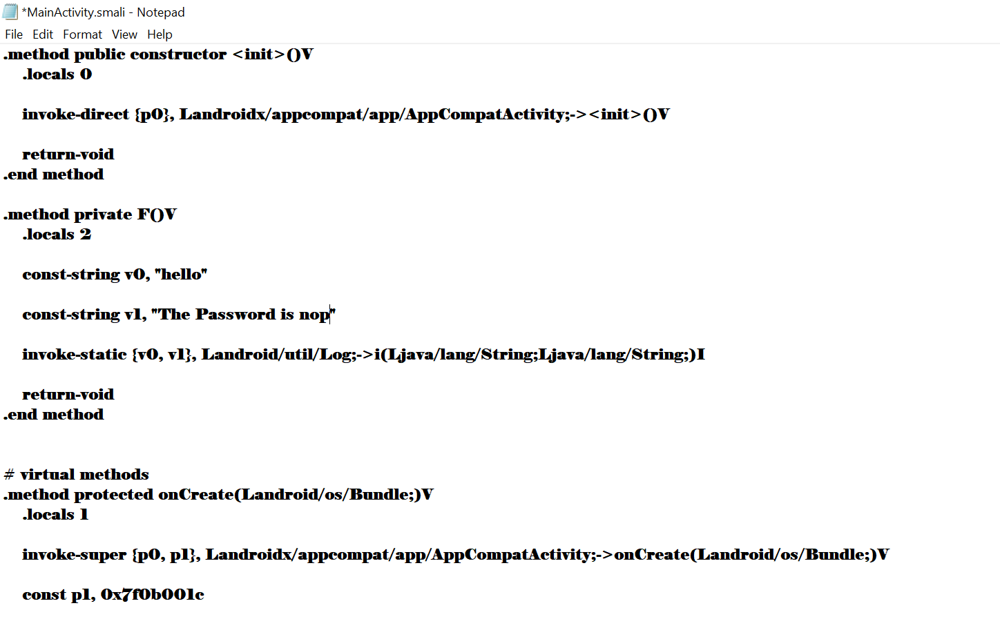 *MainActivity.smali - Notepad
File Edit Format View Help
.method public constructor <init>()V
.locals 0
invoke-direct {p0}, Landroidx/appcompat/app/AppCompatActivity;-><init>()V
return-void
.end method
.method private F()V
.locals 2
const-string v0, "hello"
const-string v1, "The Password is nop"
invoke-static {v0, v1}, Landroid/util/Log;->i(Ljava/lang/String;Ljava/lang/String;)I
return-void
.end method
# virtual methods
.method protected onCreate(Landroid/os/Bundle;)V
.locals 1
invoke-super {p0, p1}, Landroidx/appcompat/app/AppCompatActivity;->onCreate(Landroid/os/Bundle;)V
const p1, 0x7f0b001c